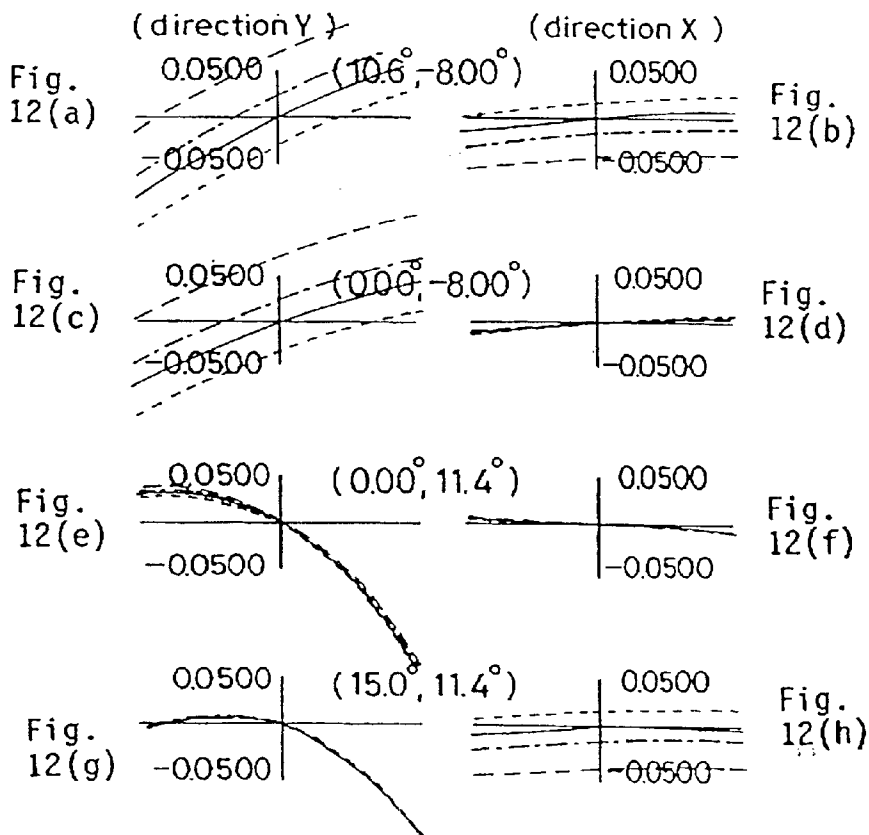 (direction Y) (direction X)
Fig. 12(a) 0.0500 (10.6°, -8.00°) 0.0500 Fig. 12(b)
-0.0500 -0.0500
Fig. 12(c) 0.0500 (0.00°, -8.00°) 0.0500 Fig. 12(d)
-0.0500 -0.0500
Fig. 12(e) 0.0500 (0.00°, 11.4°) 0.0500 Fig. 12(f)
-0.0500 -0.0500
Fig. 12(g) 0.0500 (15.0°, 11.4°) 0.0500 Fig. 12(h)
-0.0500 -0.0500